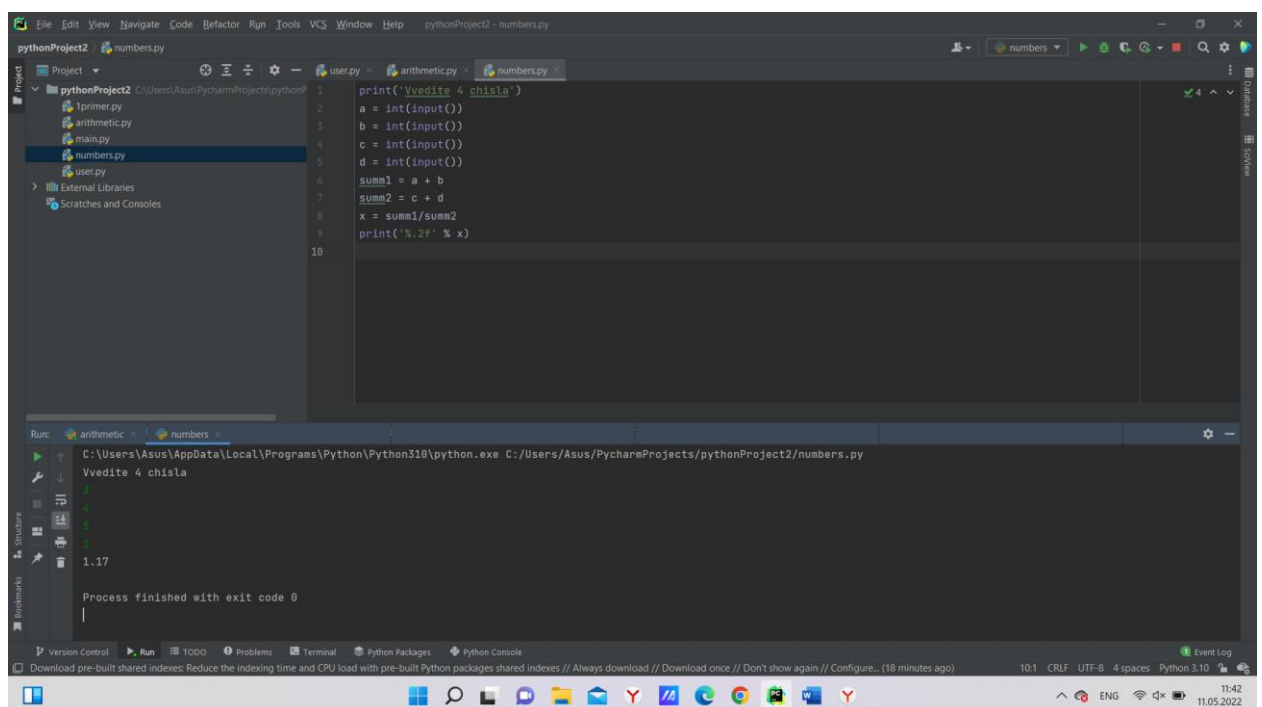 File Edit View Navigate Code Refactor Run Tools VCS Window Help pythonProject2 - numbers.py
pythonProject2 numbers.py
numbers
Project
user.py
arithmetic.py
numbers.py
pythonProject2 C:\Users\Asus\PycharmProjects\pythonP
1primer.py
arithmetic.py
main.py
numbers.py
user.py
External Libraries
Scratches and Consoles
1 print('Vvedite 4 chisla')
2 a = int(input())
3 b = int(input())
4 c = int(input())
5 d = int(input())
6 summ1 = a + b
7 summ2 = c + d
8 x = summ1/summ2
9 print('%.2f' % x)
10
4
Project
Database
SciView
Run: arithmetic numbers
C:\Users\Asus\AppData\Local\Programs\Python\Python310\python.exe C:/Users/Asus/PycharmProjects/pythonProject2/numbers.py
Vvedite 4 chisla
3
4
5
1
1.17
Process finished with exit code 0
Structure
Bookmarks
Version Control Run TODO Problems Terminal Python Packages Python Console
1 Event Log
Download pre-built shared indexes: Reduce the indexing time and CPU load with pre-built Python packages shared indexes // Always download // Download once // Don't show again // Configure... (18 minutes ago)
10:1 CRLF UTF-8 4 spaces Python 3.10
ENG
11:42
11.05.2022